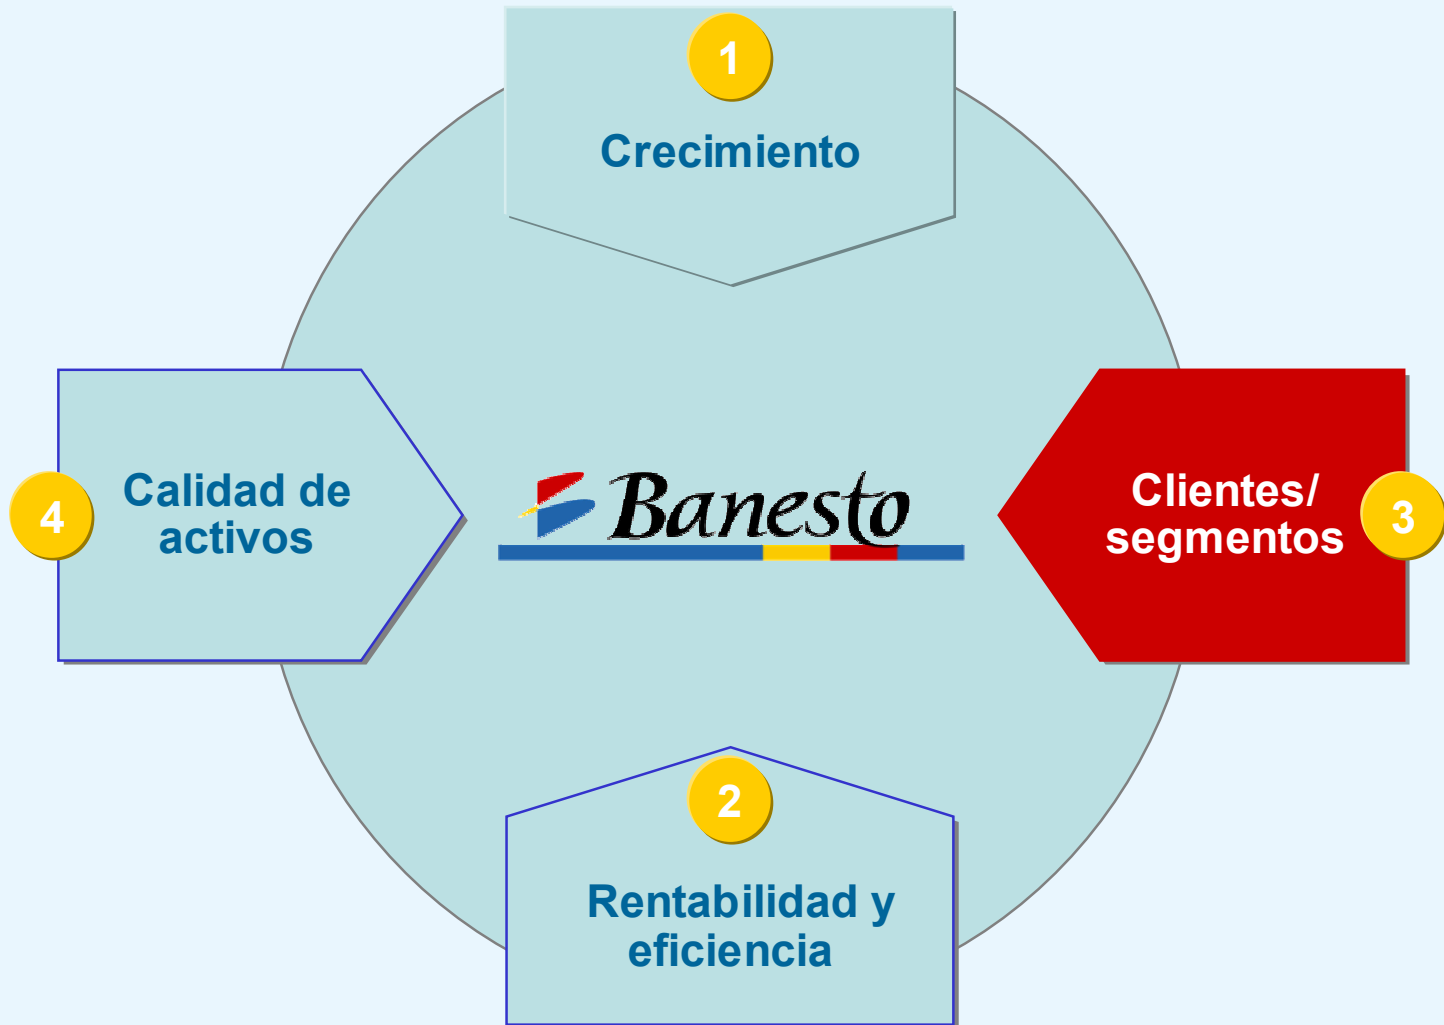 1
Crecimiento
4
Calidad de
activos
Banesto
Clientes/
segmentos
3
2
Rentabilidad y
eficiencia